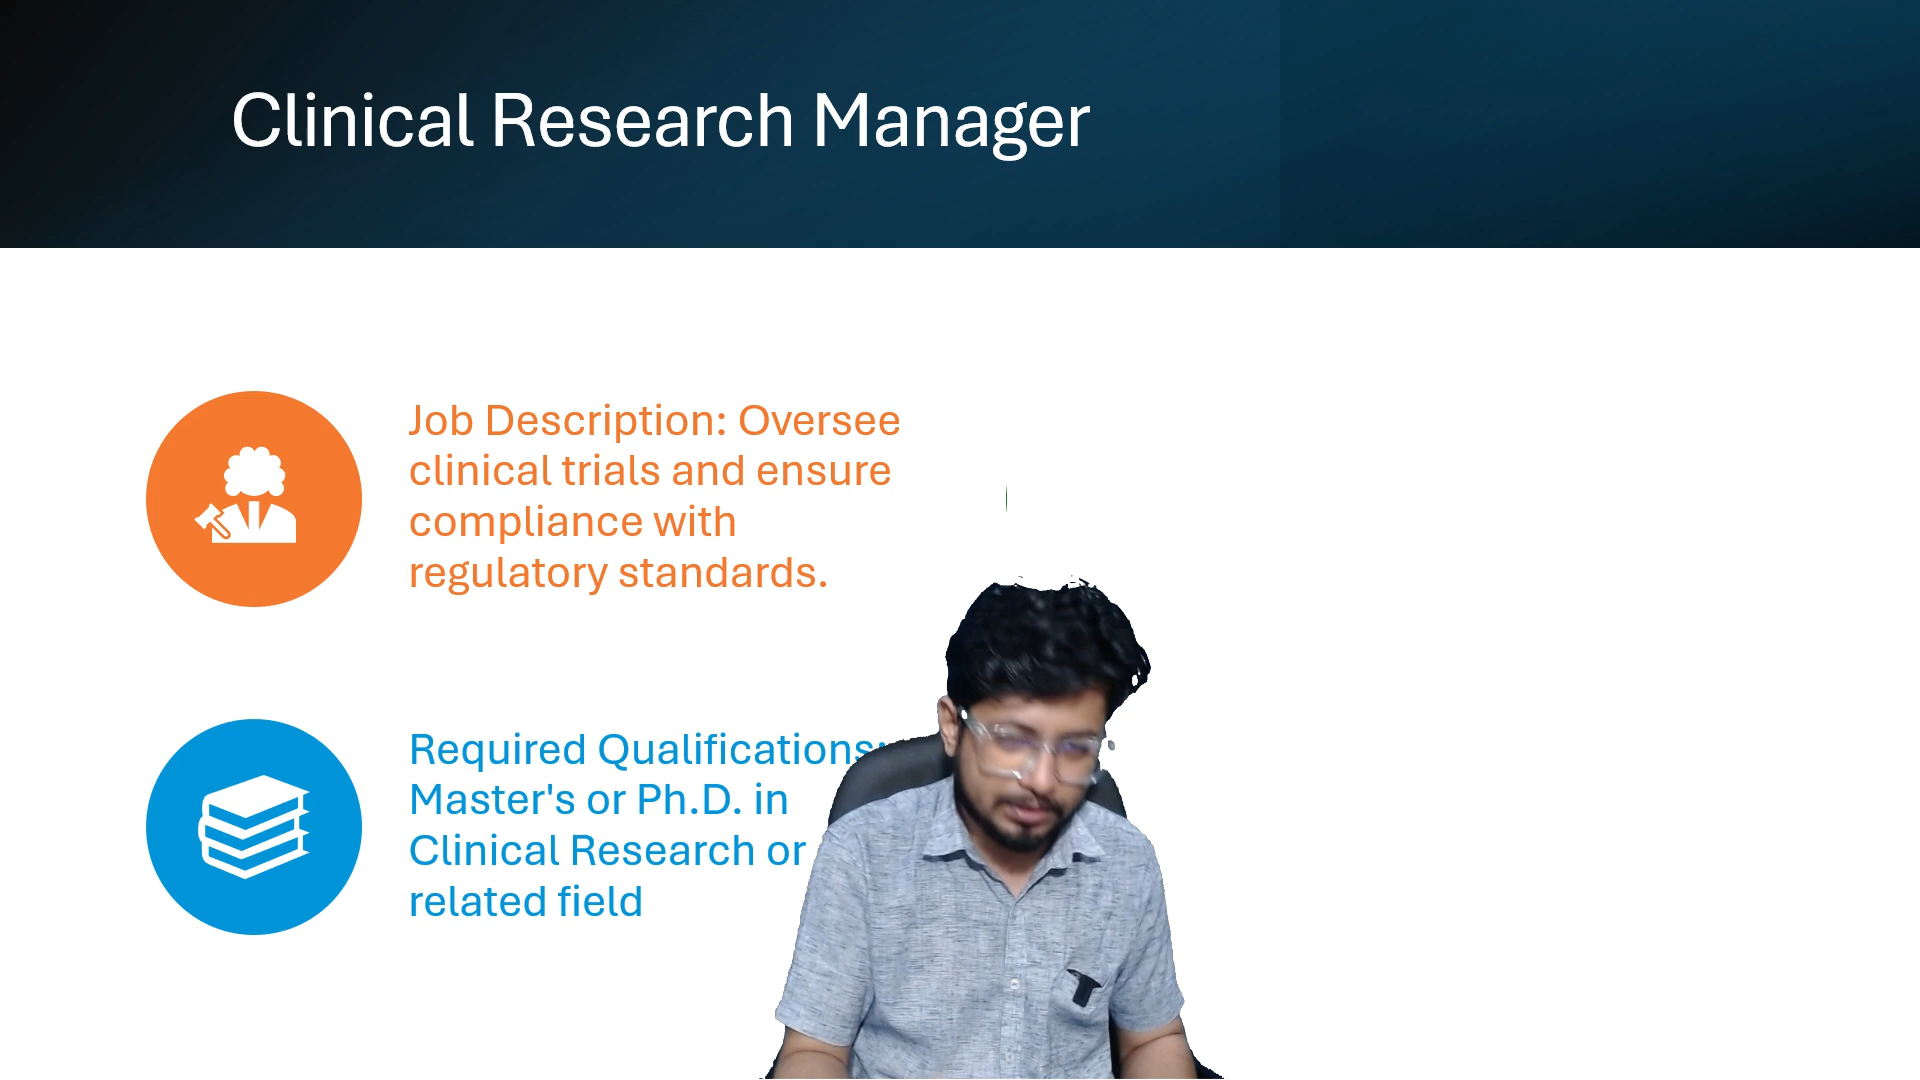 Clinical Research Manager
Job Description: Oversee
clinical trials and ensure
compliance with
regulatory standards.
Required Qualifications:
Master's or Ph.D. in
Clinical Research or
related field